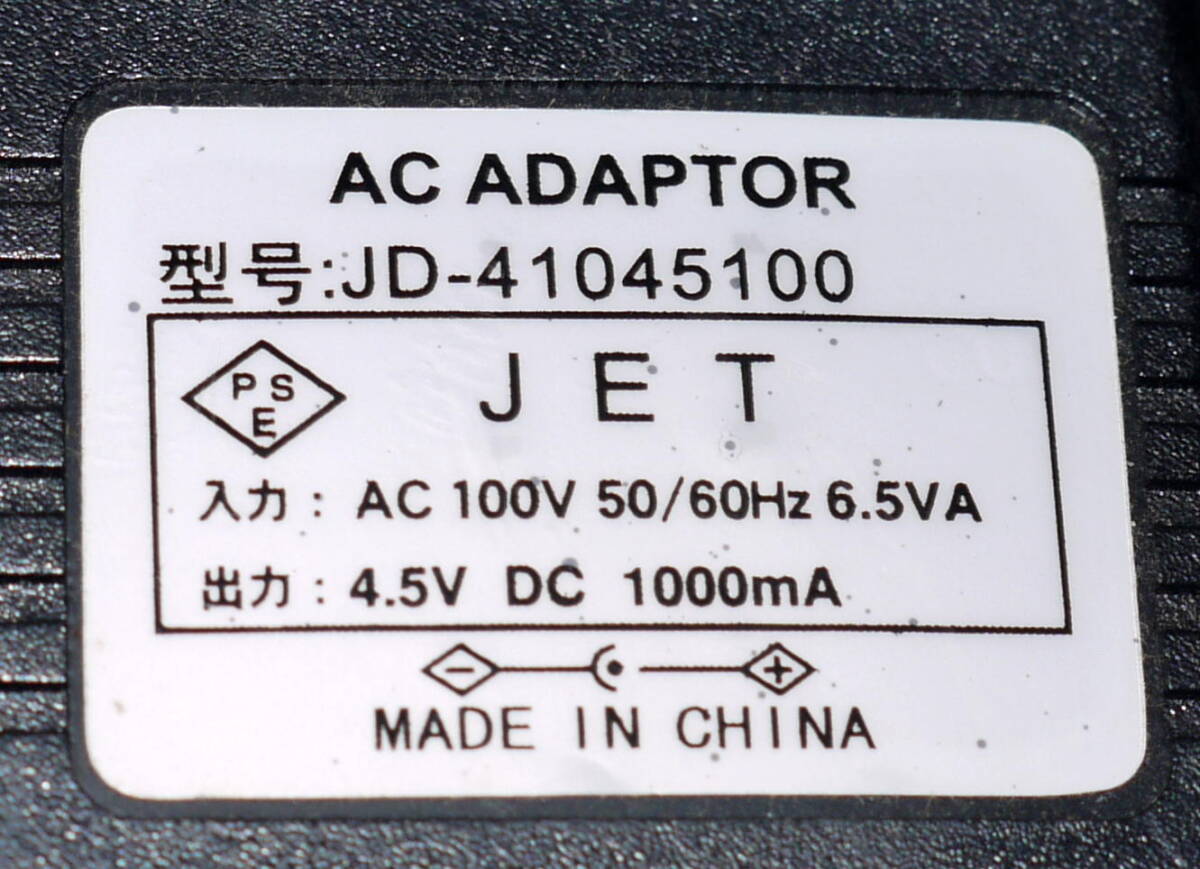 AC ADAPTOR
型号:JD-41045100
PSE
JET
入力: AC 100V 50/60Hz 6.5VA
出力: 4.5V DC 1000mA
- +
MADE IN CHINA